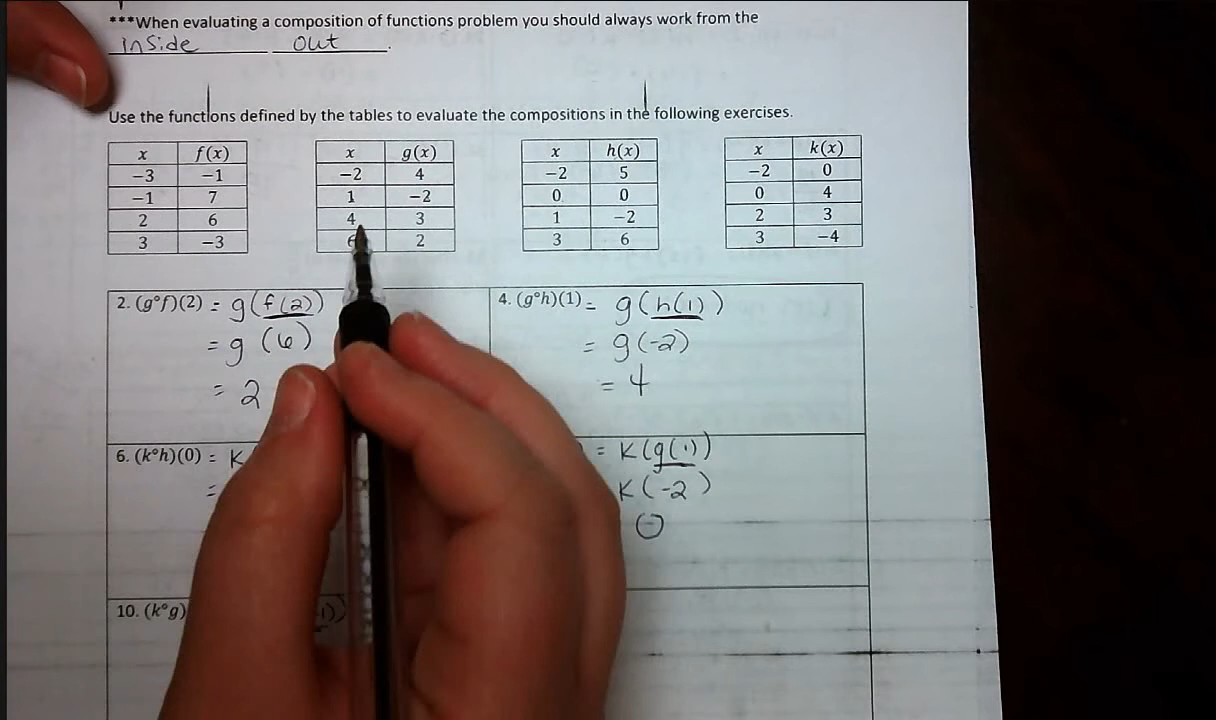 ***When evaluating a composition of functions problem you should always work from the
inside out.
Use the functions defined by the tables to evaluate the compositions in the following exercises.
x f(x)
−3 −1
−1 7
2 6
3 −3
x g(x)
−2 4
1 −2
4 3
6 2
x h(x)
−2 5
0 0
1 −2
3 6
x k(x)
−2 0
0 4
2 3
3 −4
2. (g∘f)(2) = g(f(2))
= g(6)
= 2
4. (g∘h)(1) = g(h(1))
= g(-2)
= 4
6. (k∘h)(0) = K
=
) = K(g(1))
K(-2)
0
10. (k∘g)
1))